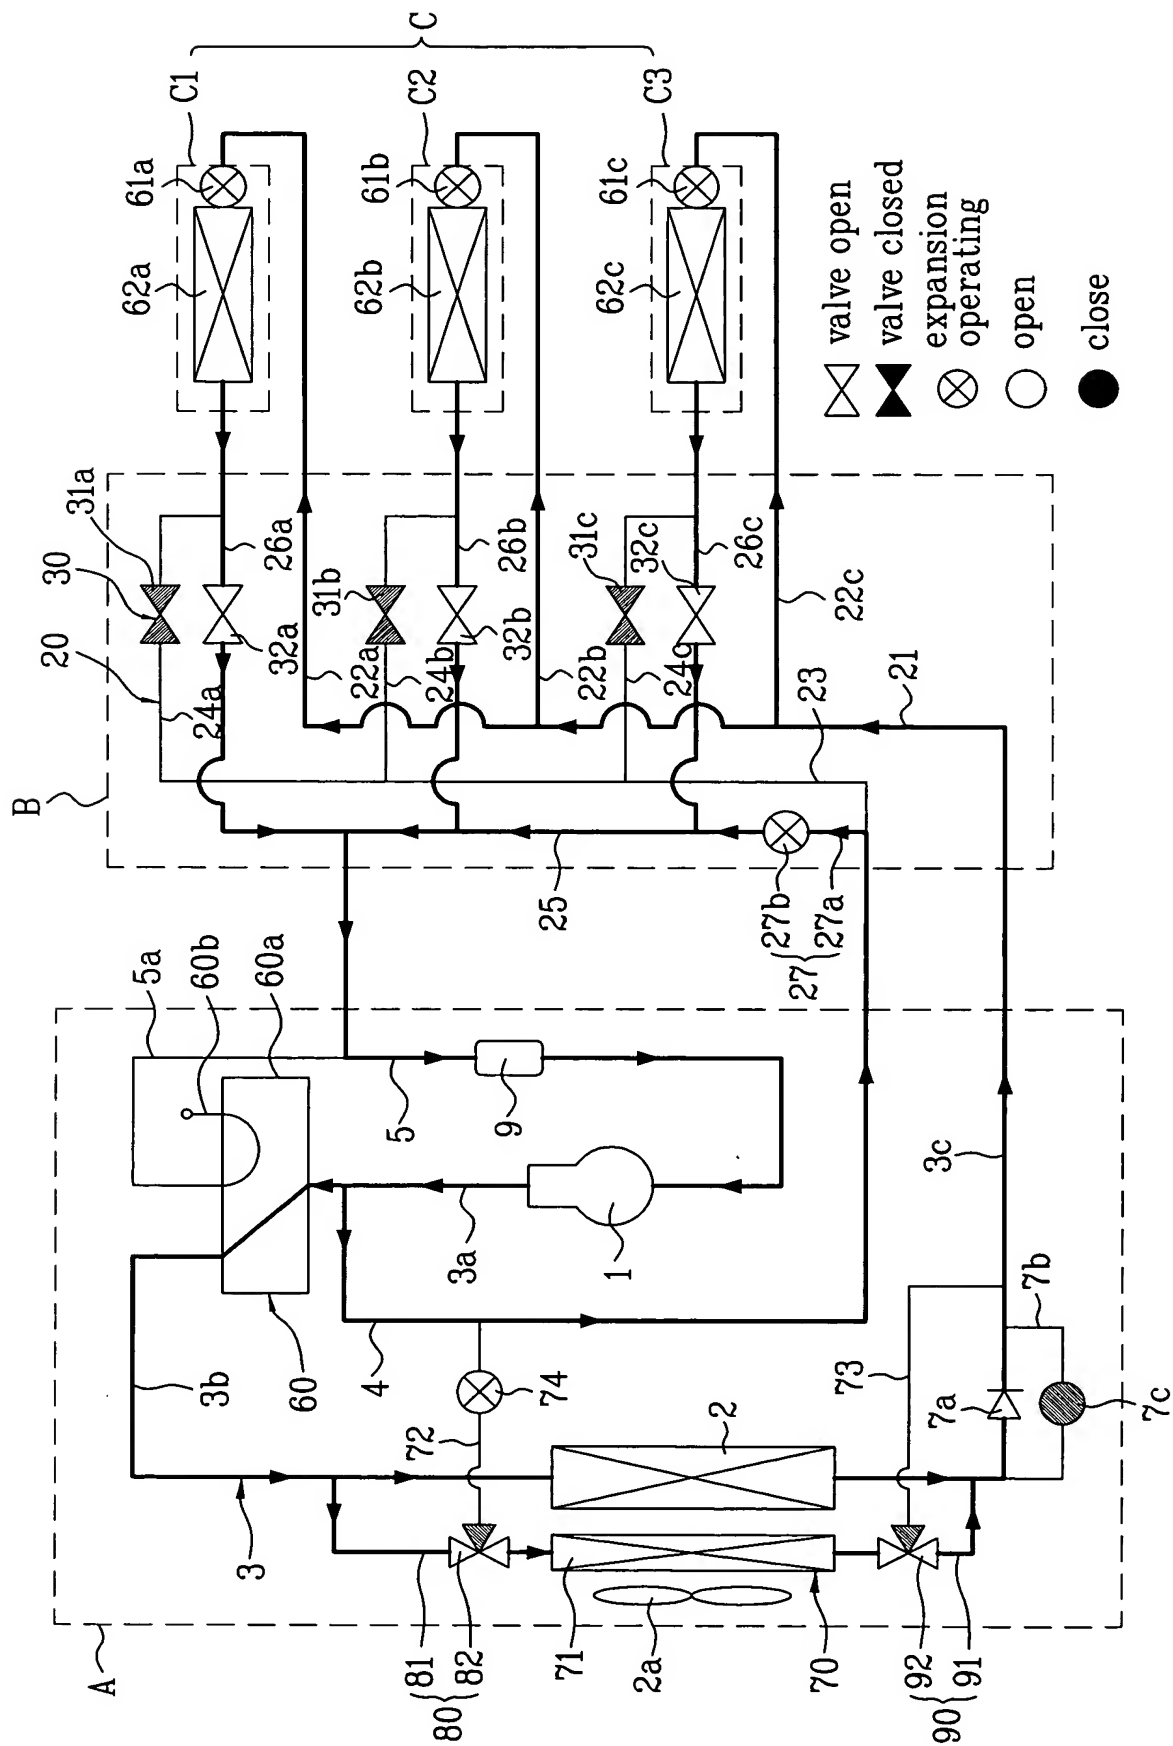 A
B
C
C1
C2
C3
61a
61b
61c
62a
62b
62c
20
30
31a
24a
32a
26a
31b
22a
24b
32b
26b
31c
32c
22b
24c
26c
22c
21
23
25
27b
27a
27
5a
60b
60a
5
9
3a
1
3b
60
4
74
72
3
2
81
82
80
71
2a
70
92
91
90
73
7a
7b
7c
3c
valve open
valve closed
expansion
operating
open
close